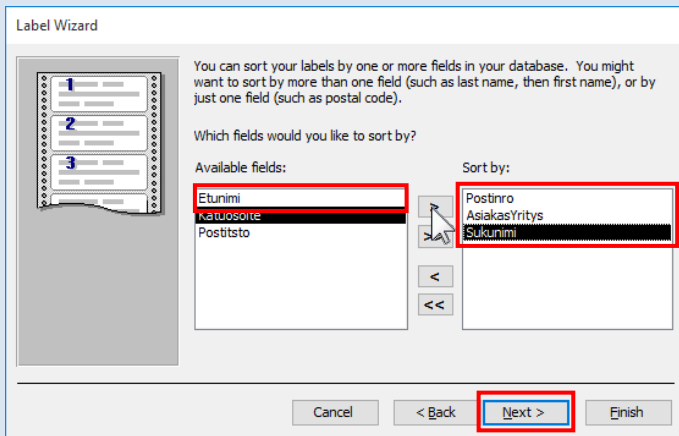 Label Wizard
You can sort your labels by one or more fields in your database. You might
want to sort by more than one field (such as last name, then first name), or by
just one field (such as postal code).
Which fields would you like to sort by?
Available fields:
Sort by:
1
2
3
Etunimi
Katuosoite
Postitsto
>
>>
<
<<
Postinro
AsiakasYritys
Sukunimi
Cancel
< Back
Next >
Finish